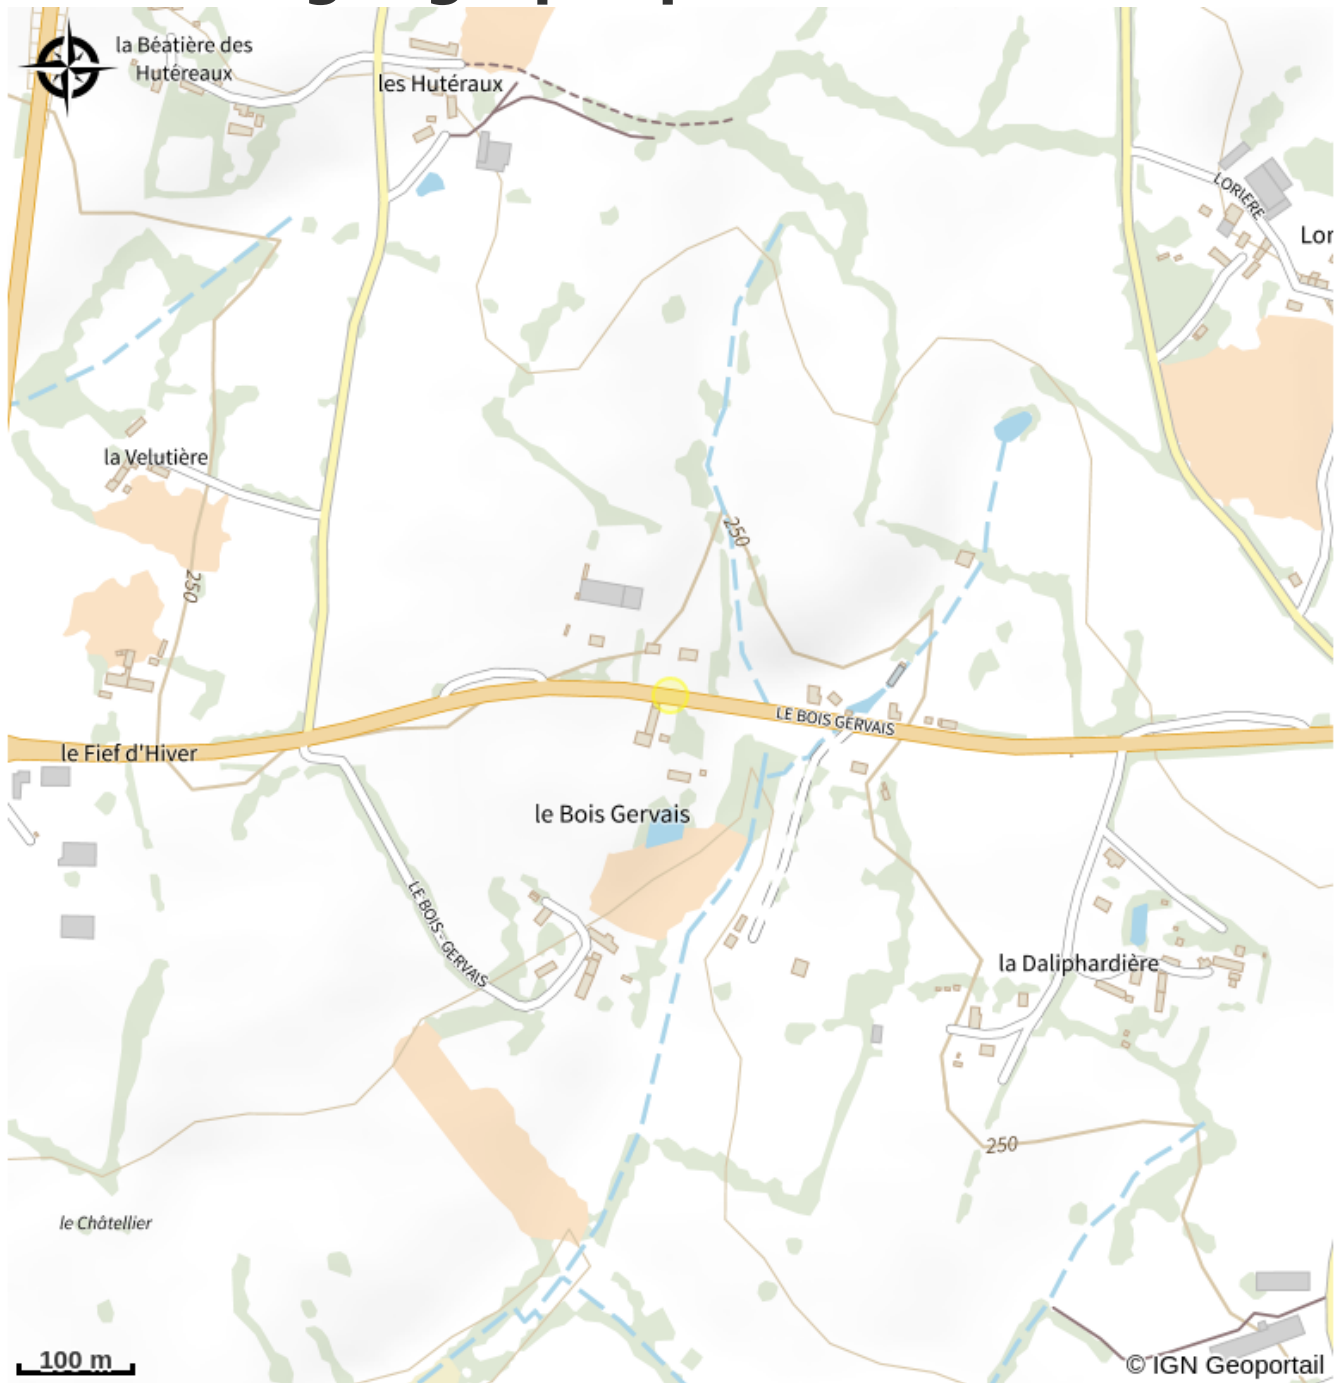 la Béatière des
Hutéreaux
les Hutéraux
LORIERE
Lor
la Velutière
250
250
LE BOIS GERVAIS
le Fief d'Hiver
le Bois Gervais
LE BOIS - GERVAIS
la Daliphardière
250
le Châtellier
100 m
© IGN Geoportail